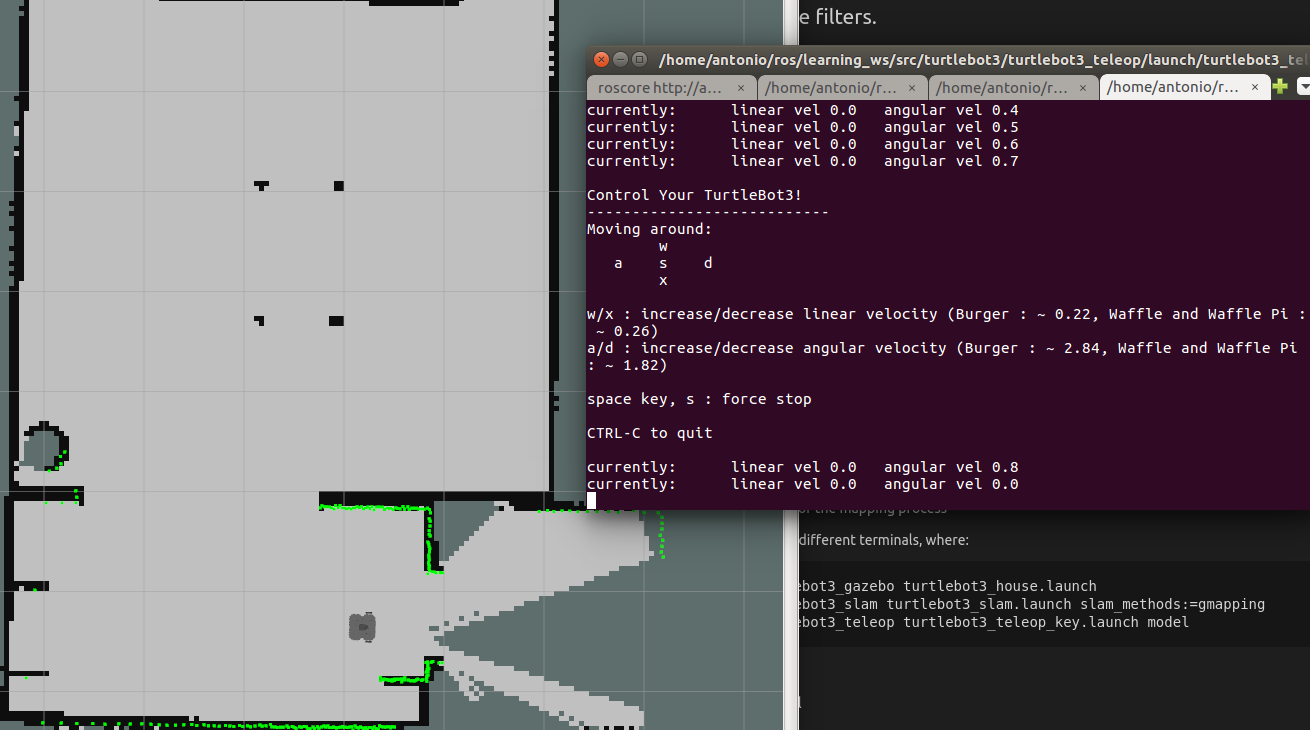 e filters.
/home/antonio/ros/learning_ws/src/turtlebot3/turtlebot3_teleop/launch/turtlebot3_tel
roscore http://a... × /home/antonio/r... × /home/antonio/r... × /home/antonio/r... ×
currently: linear vel 0.0 angular vel 0.4
currently: linear vel 0.0 angular vel 0.5
currently: linear vel 0.0 angular vel 0.6
currently: linear vel 0.0 angular vel 0.7
Control Your TurtleBot3!
---------------------------
Moving around:
w
a s d
x
w/x : increase/decrease linear velocity (Burger : ~ 0.22, Waffle and Waffle Pi :
~ 0.26)
a/d : increase/decrease angular velocity (Burger : ~ 2.84, Waffle and Waffle Pi
: ~ 1.82)
space key, s : force stop
CTRL-C to quit
currently: linear vel 0.0 angular vel 0.8
currently: linear vel 0.0 angular vel 0.0
of the mapping process
different terminals, where:
ebot3_gazebo turtlebot3_house.launch
ebot3_slam turtlebot3_slam.launch slam_methods:=gmapping
ebot3_teleop turtlebot3_teleop_key.launch model